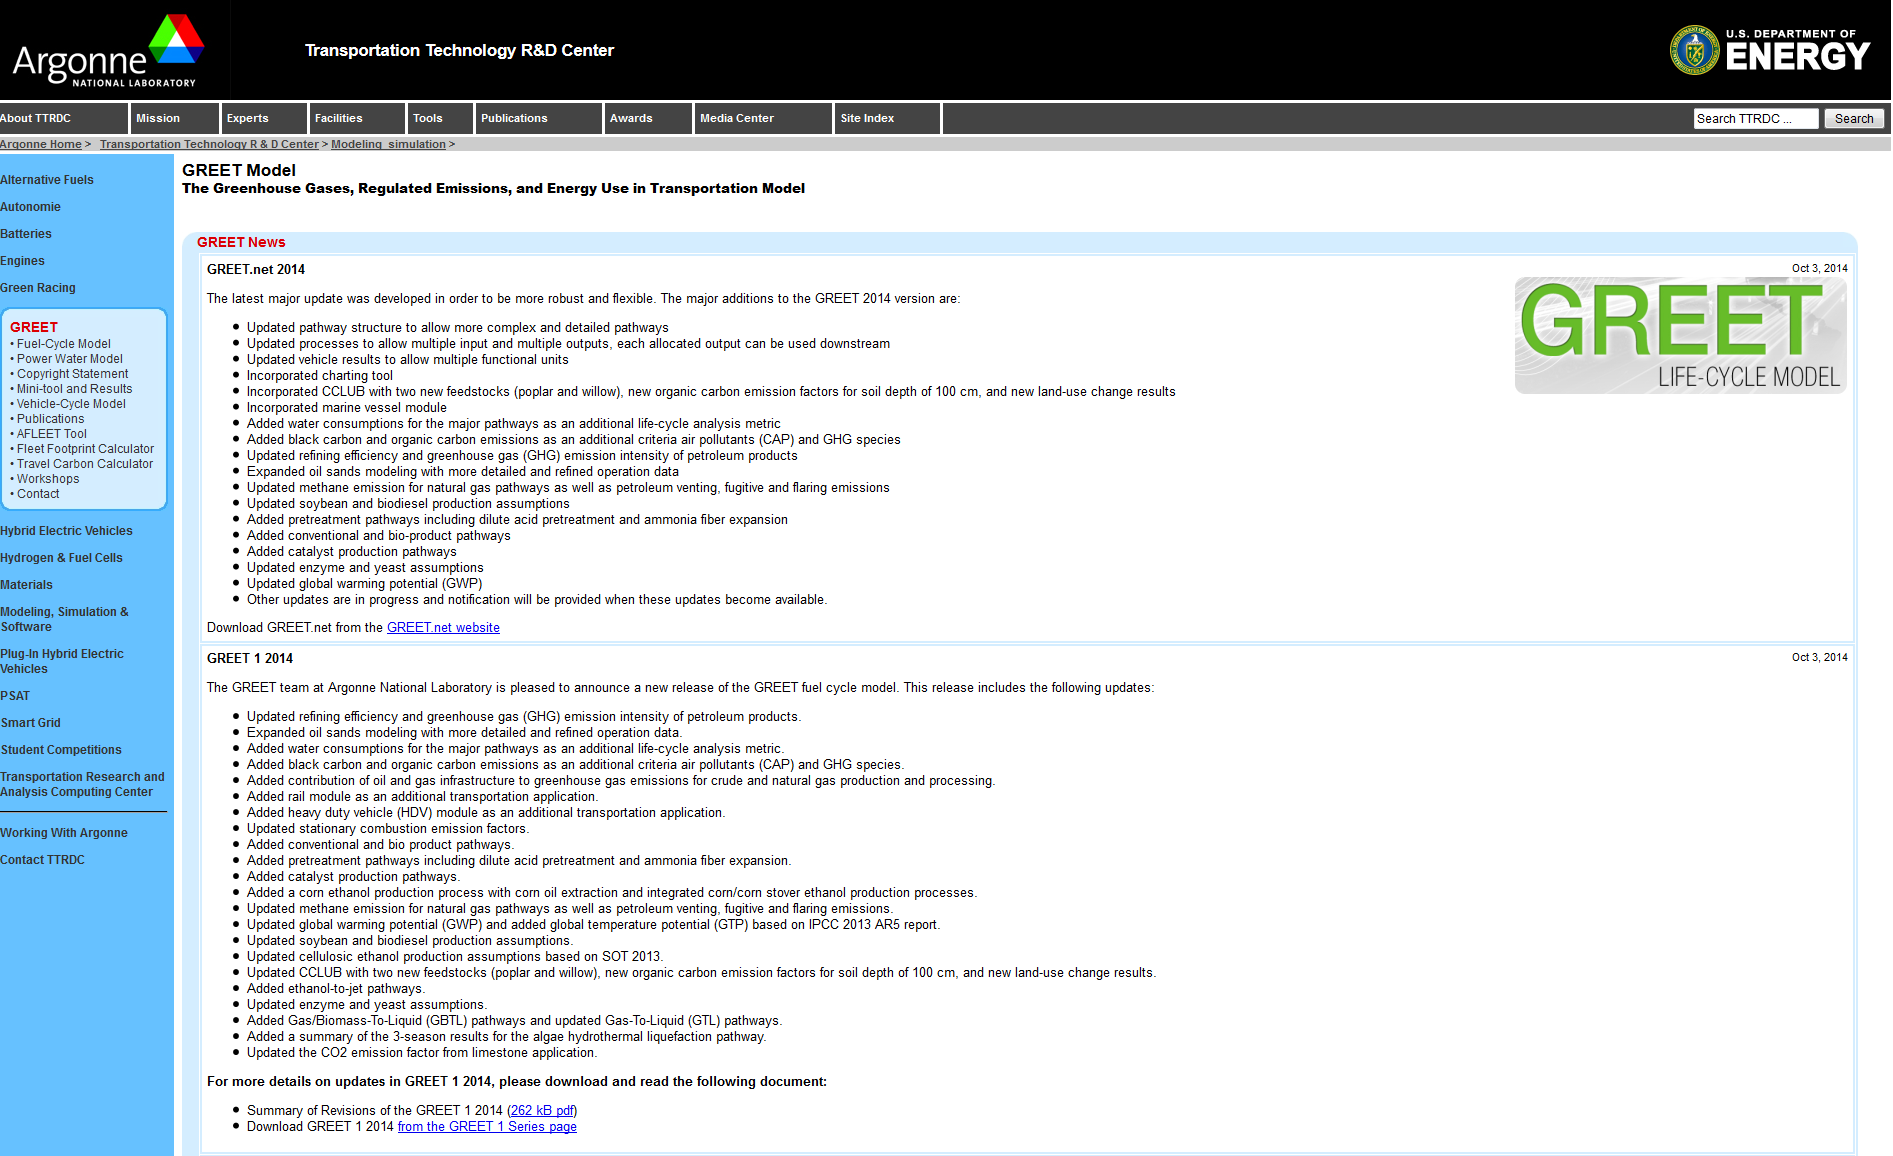 Argonne
NATIONAL LABORATORY
Transportation Technology R&D Center
U.S. DEPARTMENT OF
ENERGY
About TTRDC
Mission
Experts
Facilities
Tools
Publications
Awards
Media Center
Site Index
Search TTRDC ...
Search
Argonne Home > Transportation Technology R & D Center > Modeling_simulation >
Alternative Fuels
Autonomie
Batteries
Engines
Green Racing
GREET
• Fuel-Cycle Model
• Power Water Model
• Copyright Statement
• Mini-tool and Results
• Vehicle-Cycle Model
• Publications
• AFLEET Tool
• Fleet Footprint Calculator
• Travel Carbon Calculator
• Workshops
• Contact
Hybrid Electric Vehicles
Hydrogen & Fuel Cells
Materials
Modeling, Simulation &
Software
Plug-In Hybrid Electric
Vehicles
PSAT
Smart Grid
Student Competitions
Transportation Research and
Analysis Computing Center
Working With Argonne
Contact TTRDC
GREET Model
The Greenhouse Gases, Regulated Emissions, and Energy Use in Transportation Model
GREET News
GREET.net 2014
Oct 3, 2014
GREET
LIFE-CYCLE MODEL
The latest major update was developed in order to be more robust and flexible. The major additions to the GREET 2014 version are:
• Updated pathway structure to allow more complex and detailed pathways
• Updated processes to allow multiple input and multiple outputs, each allocated output can be used downstream
• Updated vehicle results to allow multiple functional units
• Incorporated charting tool
• Incorporated CCLUB with two new feedstocks (poplar and willow), new organic carbon emission factors for soil depth of 100 cm, and new land-use change results
• Incorporated marine vessel module
• Added water consumptions for the major pathways as an additional life-cycle analysis metric
• Added black carbon and organic carbon emissions as an additional criteria air pollutants (CAP) and GHG species
• Updated refining efficiency and greenhouse gas (GHG) emission intensity of petroleum products
• Expanded oil sands modeling with more detailed and refined operation data
• Updated methane emission for natural gas pathways as well as petroleum venting, fugitive and flaring emissions
• Updated soybean and biodiesel production assumptions
• Added pretreatment pathways including dilute acid pretreatment and ammonia fiber expansion
• Added conventional and bio-product pathways
• Added catalyst production pathways
• Updated enzyme and yeast assumptions
• Updated global warming potential (GWP)
• Other updates are in progress and notification will be provided when these updates become available.
Download GREET.net from the GREET.net website
GREET 1 2014
Oct 3, 2014
The GREET team at Argonne National Laboratory is pleased to announce a new release of the GREET fuel cycle model. This release includes the following updates:
• Updated refining efficiency and greenhouse gas (GHG) emission intensity of petroleum products.
• Expanded oil sands modeling with more detailed and refined operation data.
• Added water consumptions for the major pathways as an additional life-cycle analysis metric.
• Added black carbon and organic carbon emissions as an additional criteria air pollutants (CAP) and GHG species.
• Added contribution of oil and gas infrastructure to greenhouse gas emissions for crude and natural gas production and processing.
• Added rail module as an additional transportation application.
• Added heavy duty vehicle (HDV) module as an additional transportation application.
• Updated stationary combustion emission factors.
• Added conventional and bio product pathways.
• Added pretreatment pathways including dilute acid pretreatment and ammonia fiber expansion.
• Added catalyst production pathways.
• Added a corn ethanol production process with corn oil extraction and integrated corn/corn stover ethanol production processes.
• Updated methane emission for natural gas pathways as well as petroleum venting, fugitive and flaring emissions.
• Updated global warming potential (GWP) and added global temperature potential (GTP) based on IPCC 2013 AR5 report.
• Updated soybean and biodiesel production assumptions.
• Updated cellulosic ethanol production assumptions based on SOT 2013.
• Updated CCLUB with two new feedstocks (poplar and willow), new organic carbon emission factors for soil depth of 100 cm, and new land-use change results.
• Added ethanol-to-jet pathways.
• Updated enzyme and yeast assumptions.
• Added Gas/Biomass-To-Liquid (GBTL) pathways and updated Gas-To-Liquid (GTL) pathways.
• Added a summary of the 3-season results for the algae hydrothermal liquefaction pathway.
• Updated the CO2 emission factor from limestone application.
For more details on updates in GREET 1 2014, please download and read the following document:
• Summary of Revisions of the GREET 1 2014 (262 kB pdf)
• Download GREET 1 2014 from the GREET 1 Series page